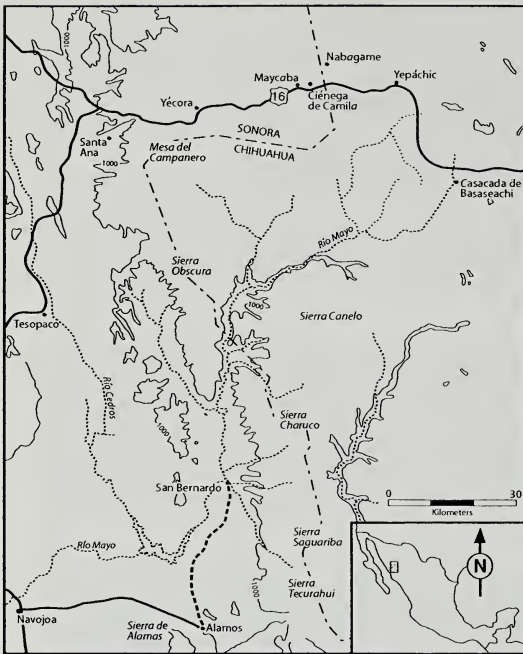 1000
Nabagame
Yepáchic
Maycaba
Ciénega
de Camila
Yécora
16
Santa
Ana
1000
Mesa del
Campanero
SONORA
CHIHUAHUA
Casacada de
Basaseachi
Río Mayo
Sierra
Obscura
1000
Sierra Canelo
Tesopaco
Río Cedros
1000
Sierra
Charuco
San Bernardo
0
30
Kilometers
Sierra
Saguariba
Río Mayo
1000
Sierra
Tecurahui
N
Navojoa
Sierra de
Alamas
Alamos